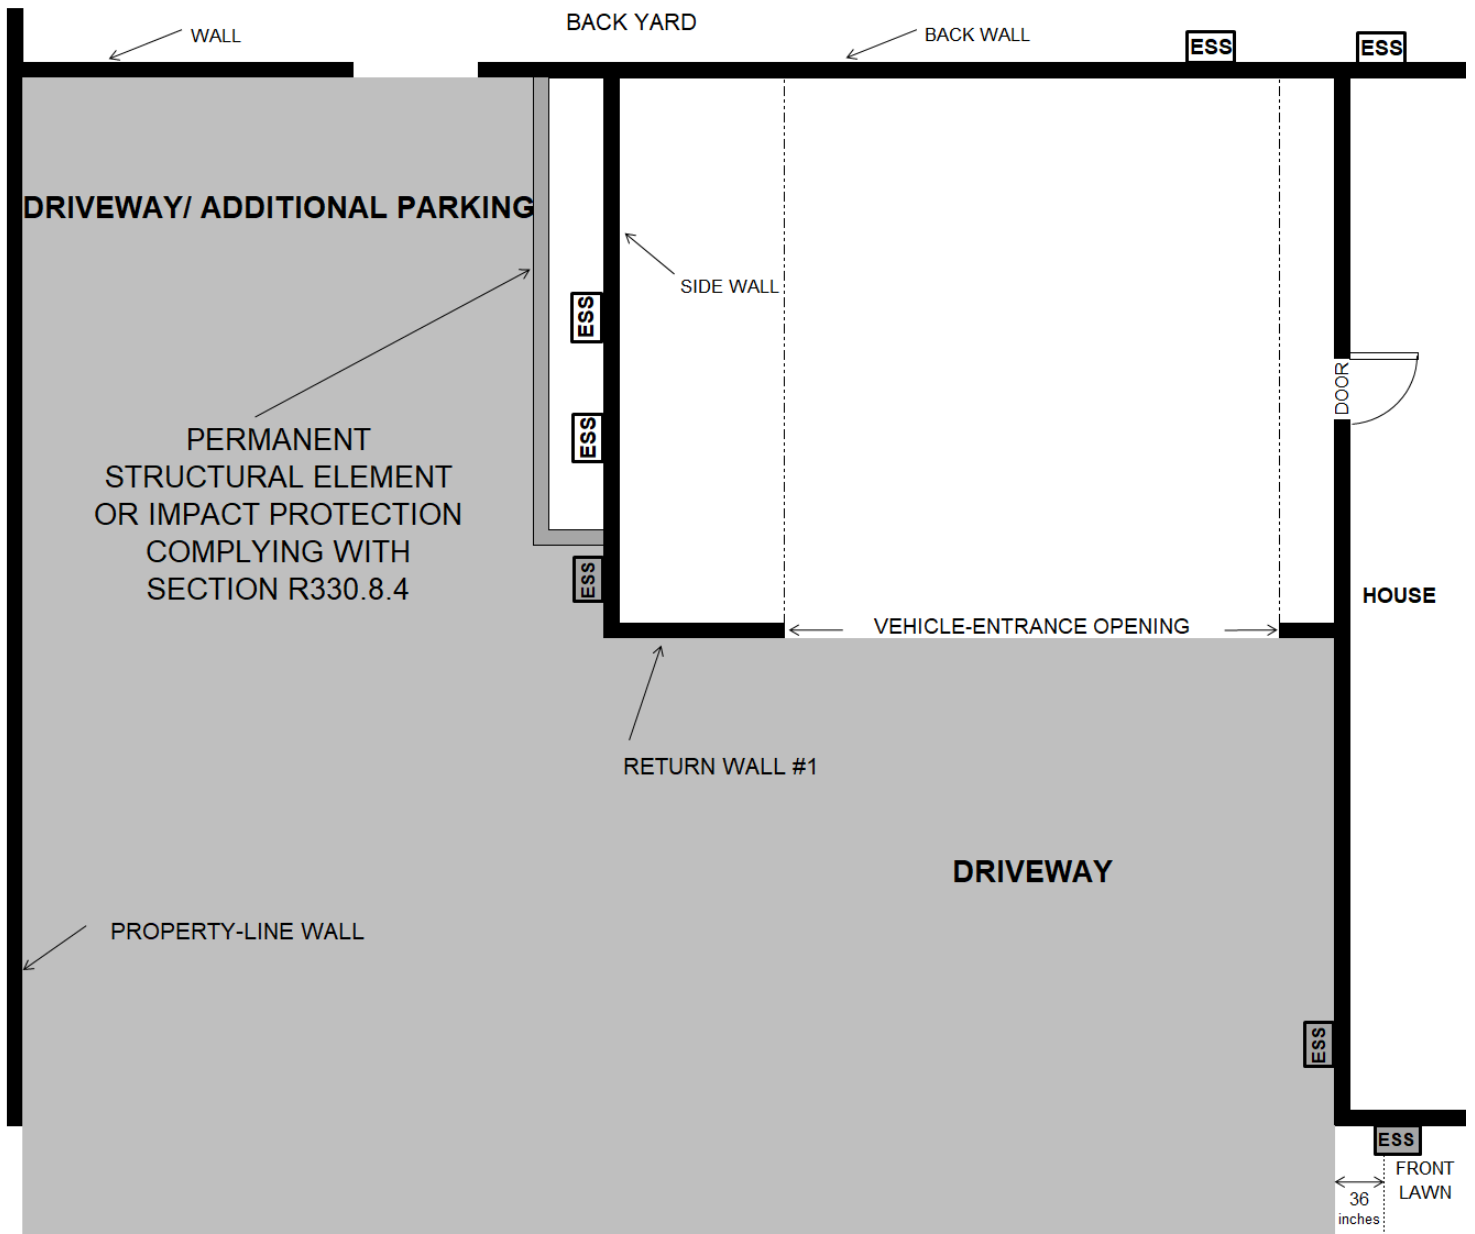 BACK YARD
WALL
BACK WALL
ESS
ESS
DRIVEWAY/ ADDITIONAL PARKING
SIDE WALL
ESS
DOOR
ESS
PERMANENT
STRUCTURAL ELEMENT
OR IMPACT PROTECTION
COMPLYING WITH
SECTION R330.8.4
ESS
HOUSE
VEHICLE-ENTRANCE OPENING
RETURN WALL #1
DRIVEWAY
PROPERTY-LINE WALL
ESS
ESS
FRONT
LAWN
36
inches